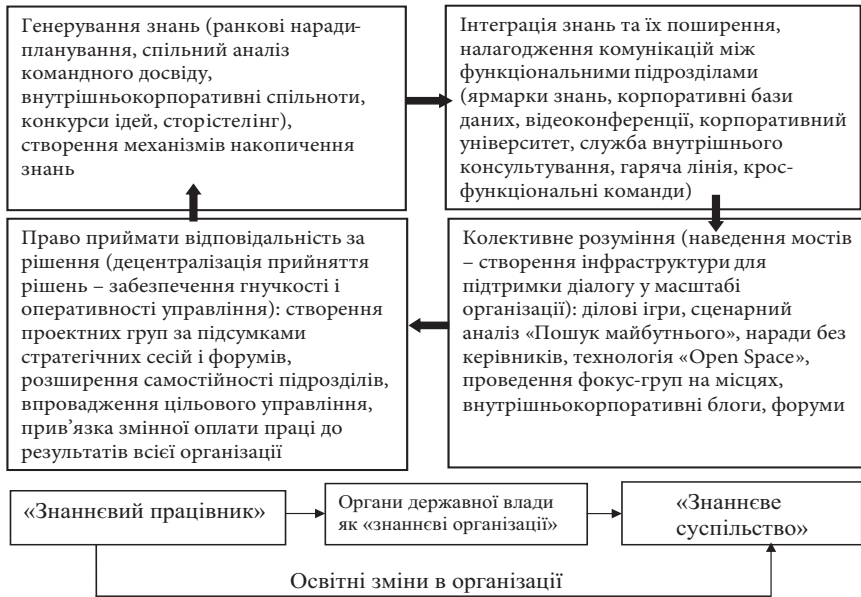 Генерування знань (ранкові наради-
планування, спільний аналіз
командного досвіду,
внутрішньокорпоративні спільноти,
конкурси ідей, сторістелінг),
створення механізмів накопичення
знань
Інтеграція знань та їх поширення,
налагодження комунікацій між
функціональними підрозділами
(ярмарки знань, корпоративні бази
даних, відеоконференції, корпоративний
університет, служба внутрішнього
консультування, гаряча лінія, крос-
функціональні команди)
Право приймати відповідальність за
рішення (децентралізація прийняття
рішень – забезпечення гнучкості і
оперативності управління): створення
проектних груп за підсумками
стратегічних сесій і форумів,
розширення самостійності підрозділів,
впровадження цільового управління,
прив'язка змінної оплати праці до
результатів всієї організації
Колективне розуміння (наведення мостів
– створення інфраструктури для
підтримки діалогу у масштабі
організації): ділові ігри, сценарний
аналіз «Пошук майбутнього», наради без
керівників, технологія «Open Space»,
проведення фокус-груп на місцях,
внутрішньокорпоративні блоги, форуми
«Знаннєвий працівник»
Органи державної влади
як «знаннєві організації»
«Знаннєве
суспільство»
Освітні зміни в організації